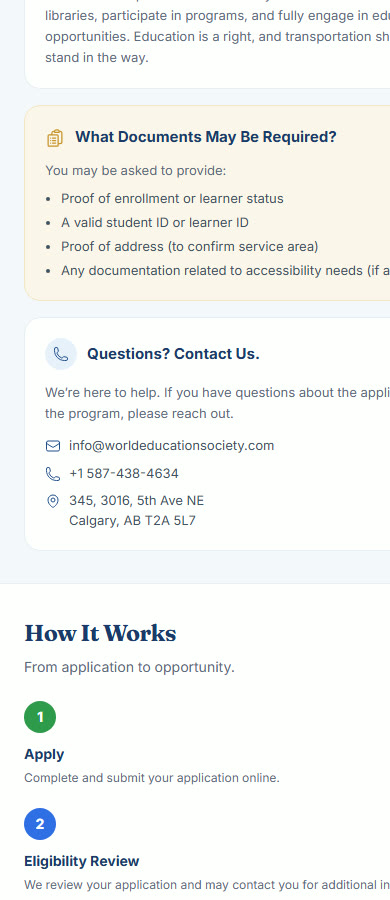 libraries, participate in programs, and fully engage in
opportunities. Education is a right, and transportation
stand in the way.
What Documents May Be Required?
You may be asked to provide:
• Proof of enrollment or learner status
• A valid student ID or learner ID
• Proof of address (to confirm service area)
• Any documentation related to accessibility needs (if
Questions? Contact Us.
We're here to help. If you have questions about the
the program, please reach out.
info@worldeducationsociety.com
+1 587-438-4634
345, 3016, 5th Ave NE
Calgary, AB T2A 5L7
How It Works
From application to opportunity.
1
Apply
Complete and submit your application online.
2
Eligibility Review
We review your application and may contact you for additional